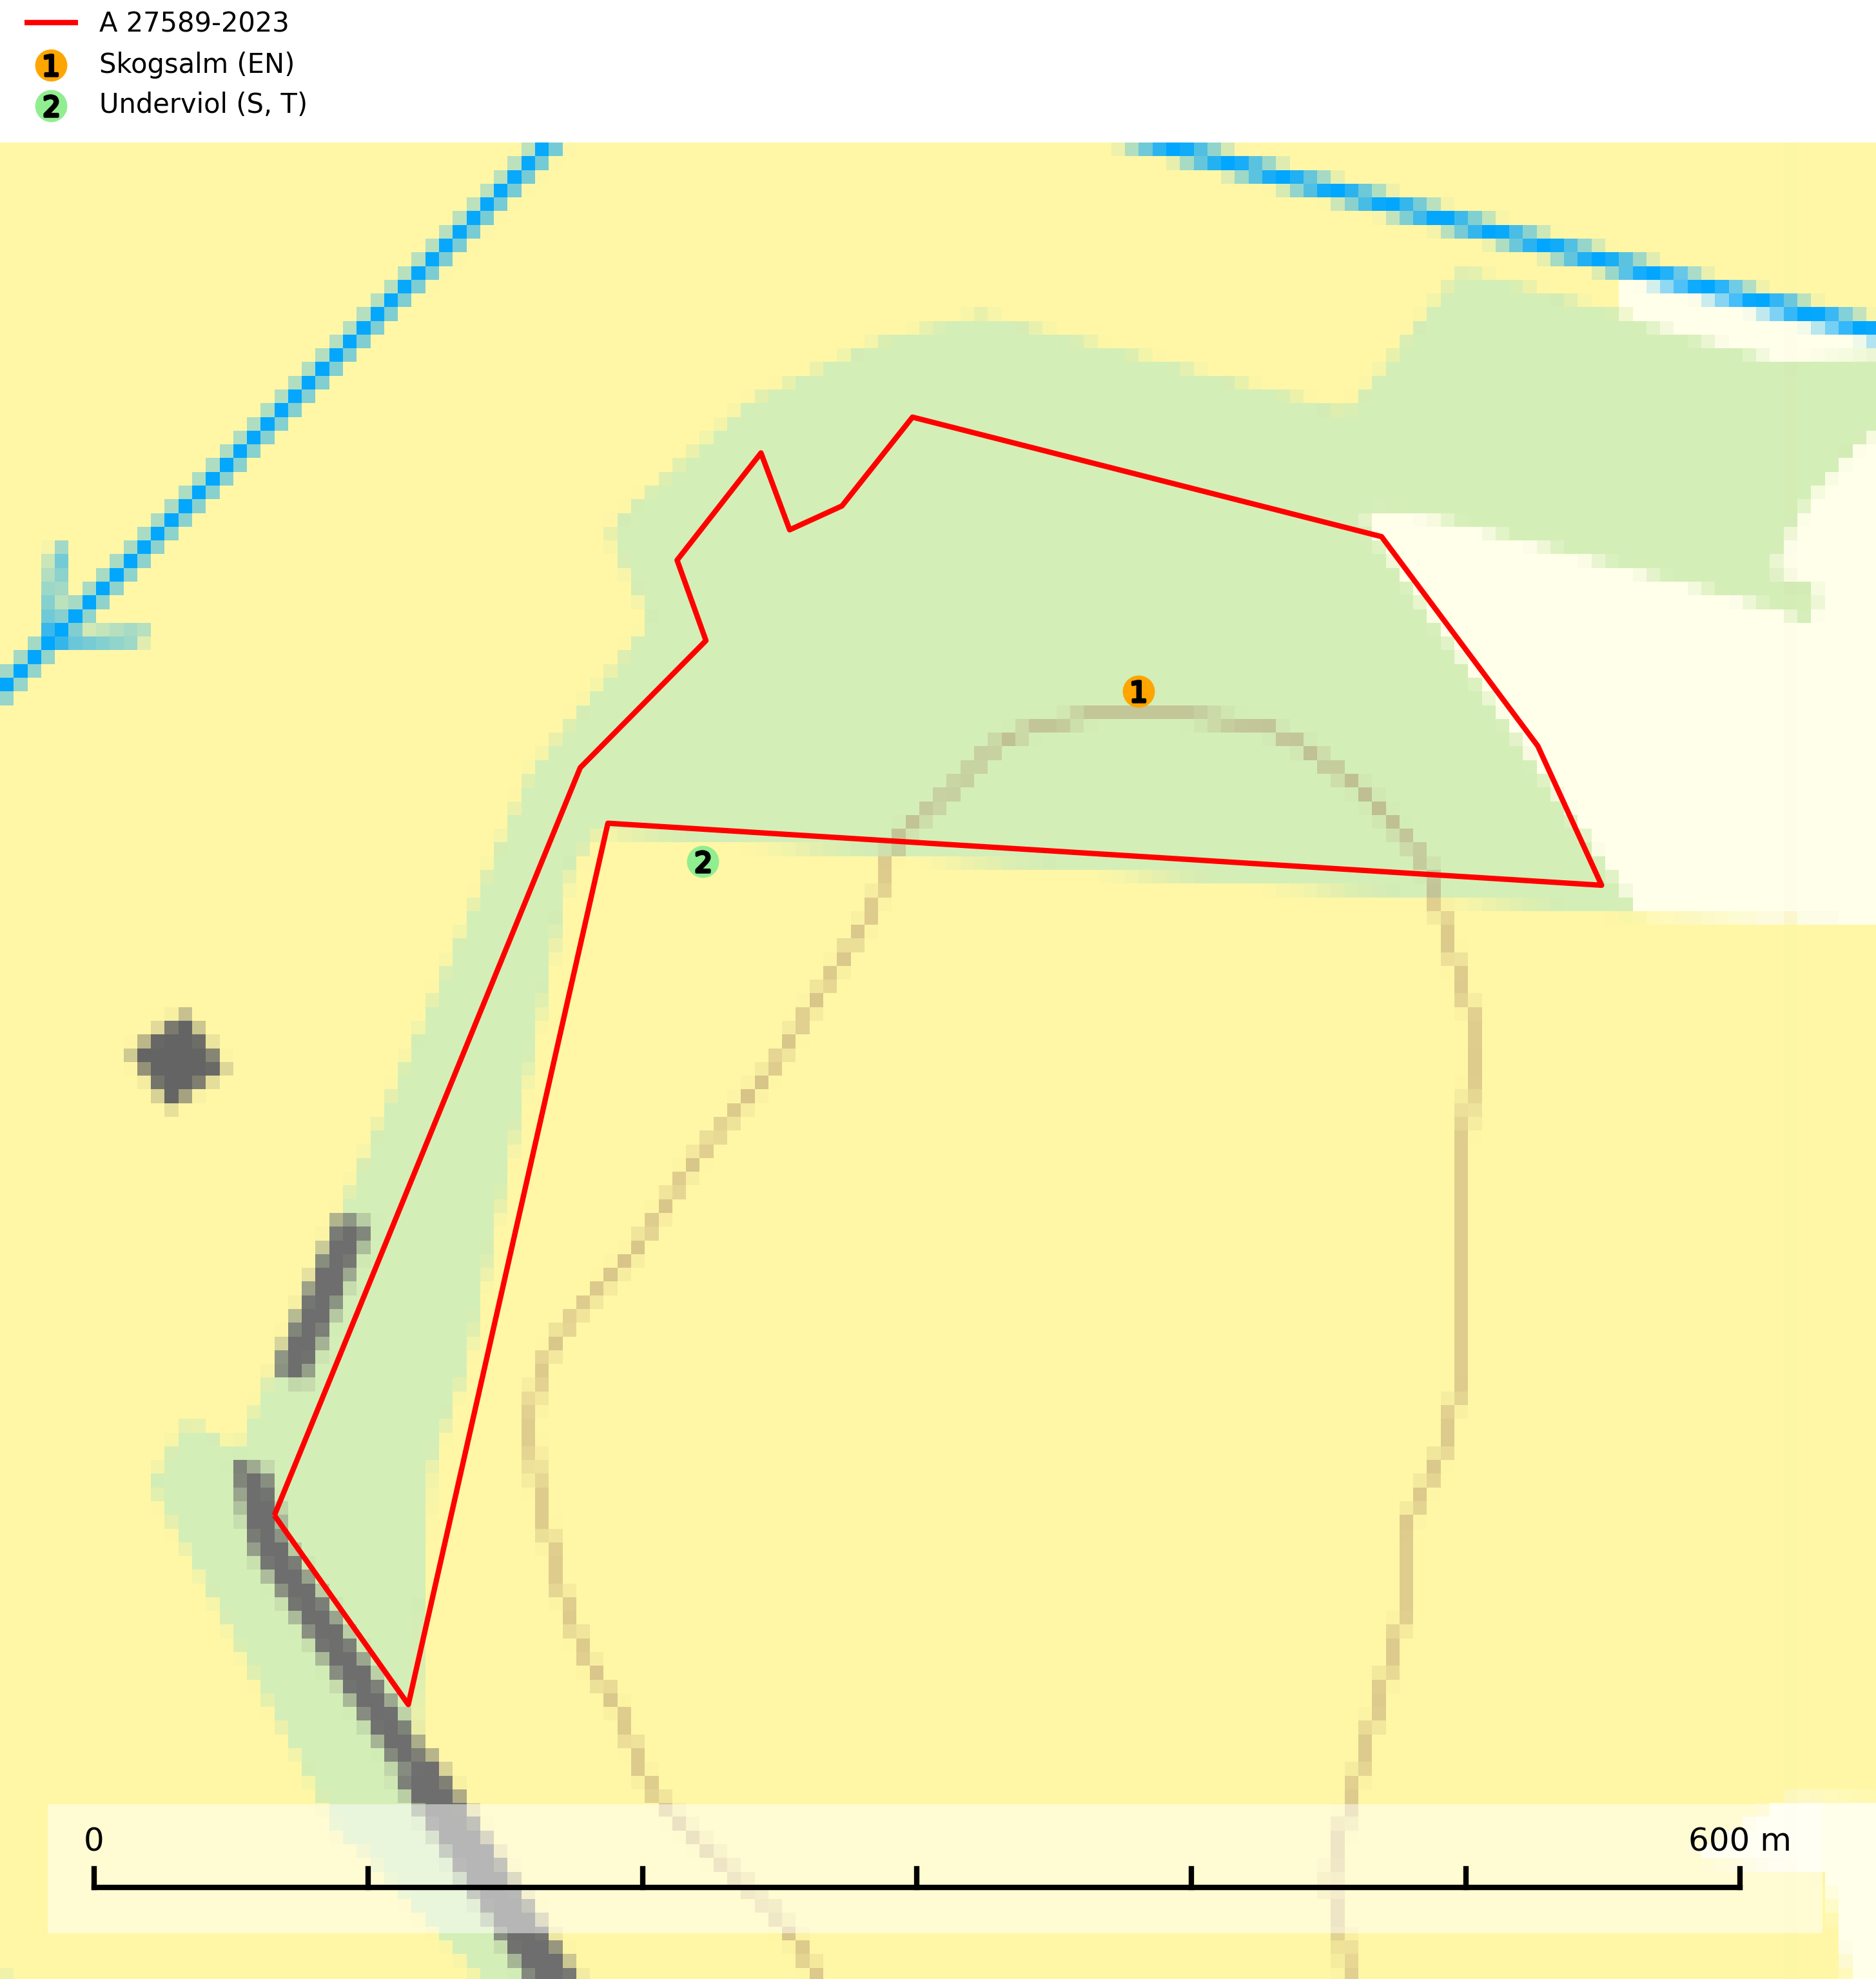 A 27589-2023
1 Skogsalm (EN)
2 Underviol (S, T)
1
2
0 600 m